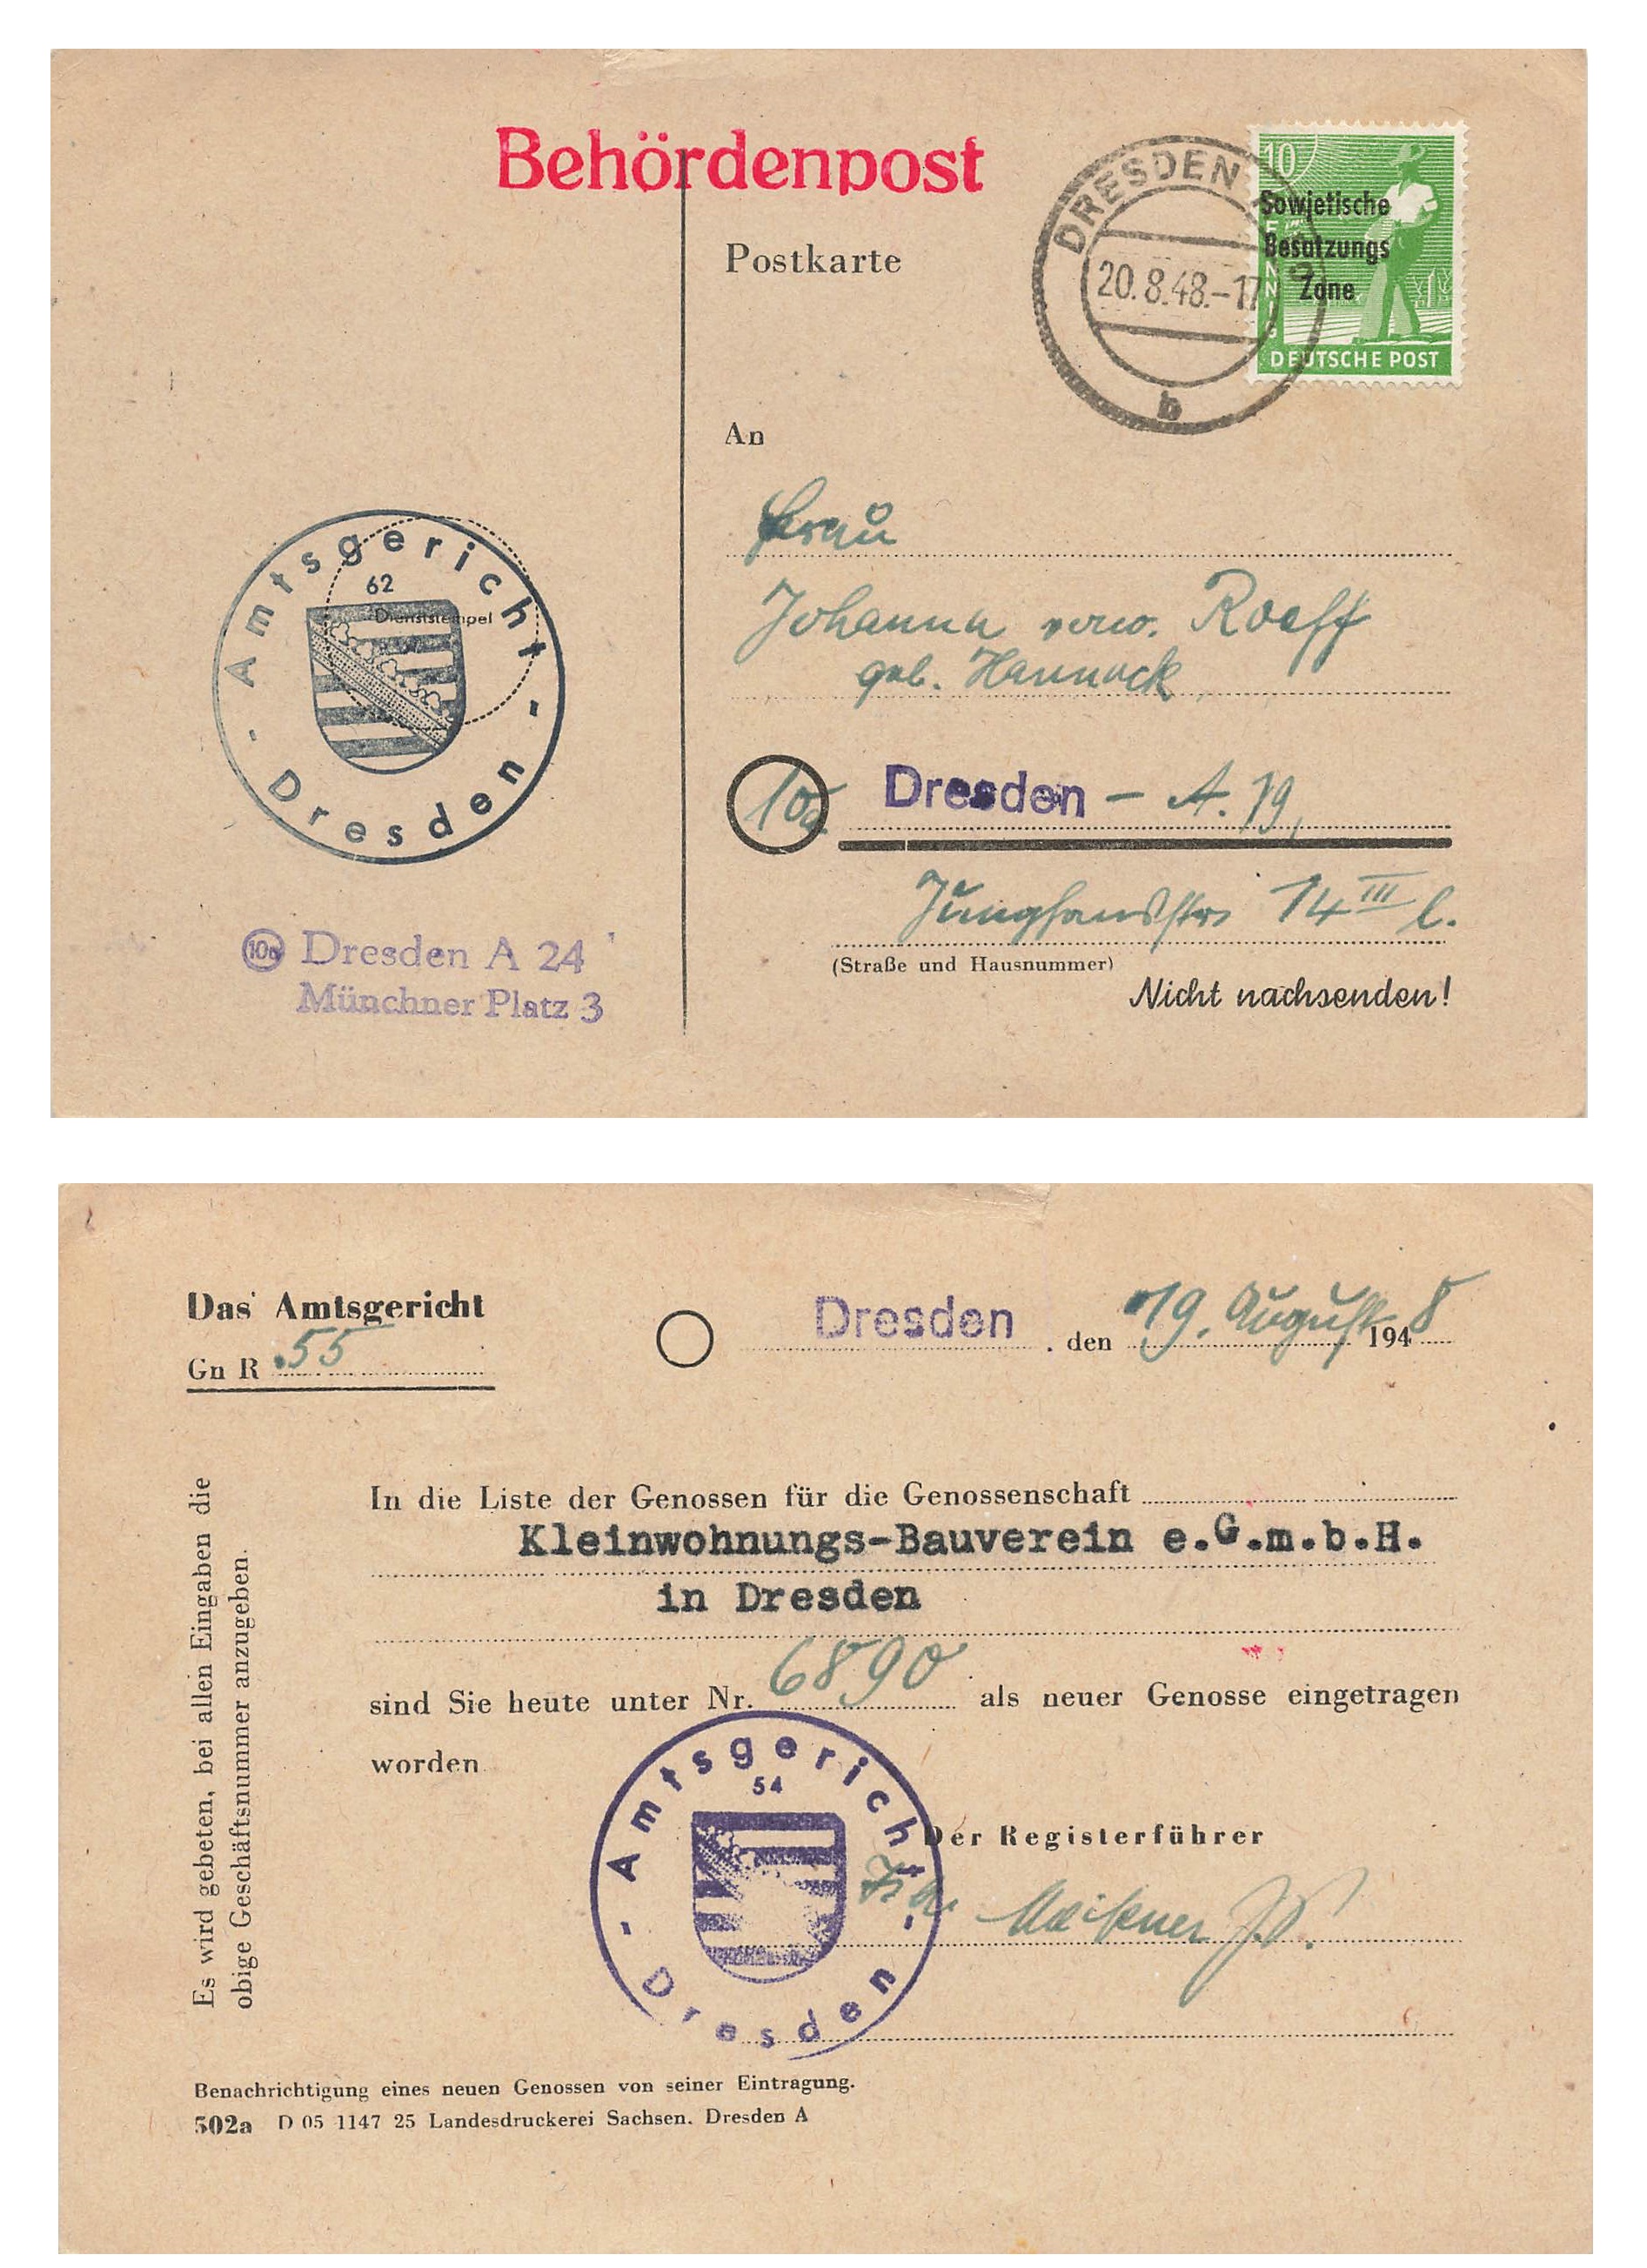 Behördenpost
Postkarte
DRESDEN
20.8.48.-17
b
10
PFENNIG
Sowjetische
Besatzungs
Zone
DEUTSCHE POST
An
Frau
Johanna verw. Roeff
geb. Hannack
10a Dresden - A. 19,
Junghansstr. 14 III l.
(Straße und Hausnummer)
Nicht nachsenden!
- Amtsgericht -
62
Dienststempel
Dresden
10a Dresden A 24
Münchner Platz 3
Das Amtsgericht
Gn R 55
Dresden, den 19. August 1948
Es wird gebeten, bei allen Eingaben die
obige Geschäftsnummer anzugeben.
In die Liste der Genossen für die Genossenschaft
Kleinwohnungs-Bauverein e.G.m.b.H.
in Dresden
sind Sie heute unter Nr. 6890 als neuer Genosse eingetragen
worden
- Amtsgericht -
54
Dresden
Der Registerführer
Benachrichtigung eines neuen Genossen von seiner Eintragung.
502a D 05 1147 25 Landesdruckerei Sachsen. Dresden A